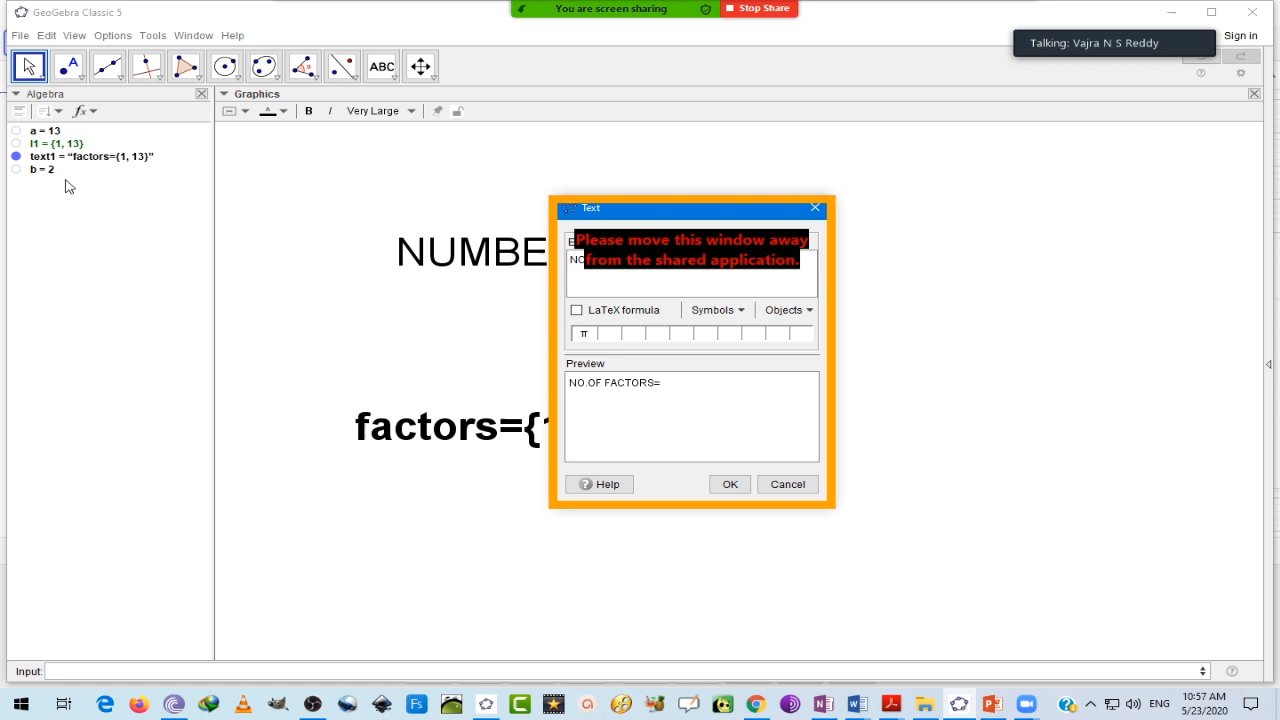 You are screen sharing
Stop Share
GeoGebra Classic 5
Talking: Vajra N S Reddy
File Edit View Options Tools Window Help
Sign in
ABC
Algebra
Graphics
fx
A B I Very Large
a = 13
l1 = {1, 13}
text1 = “factors={1, 13}”
b = 2
NUMBE
factors={
Text
E
Please move this window away
NO
from the shared application.
LaTeX formula Symbols Objects
π
Preview
NO.OF FACTORS=
Help OK Cancel
Input:
Fs
10:57 AM
ENG
5/23/2020